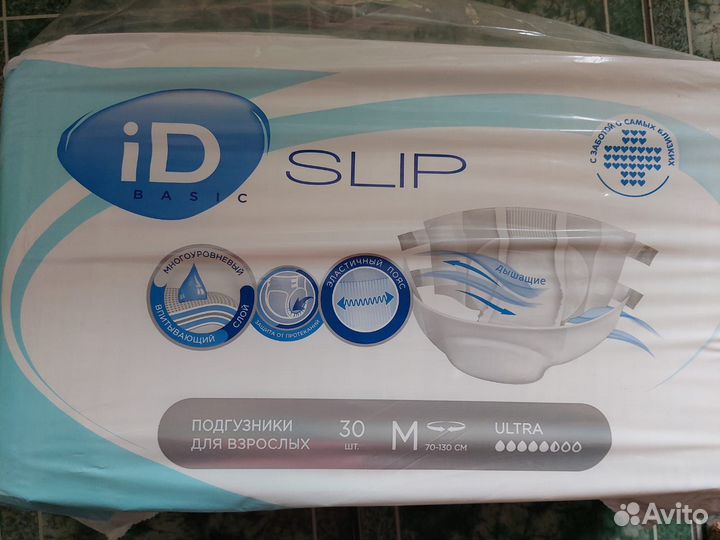 iD
BASIC
SLIP
С ЗАБОТОЙ О САМЫХ БЛИЗКИХ
МНОГОУРОВНЕВЫЙ
ВПИТЫВАЮЩИЙ СЛОЙ
ЗАЩИТА ОТ ПРОТЕКАНИЙ
ЭЛАСТИЧНЫЙ ПОЯС
дышащие
ПОДГУЗНИКИ
ДЛЯ ВЗРОСЛЫХ
30
ШТ.
M
70-130 СМ
ULTRA
Avito